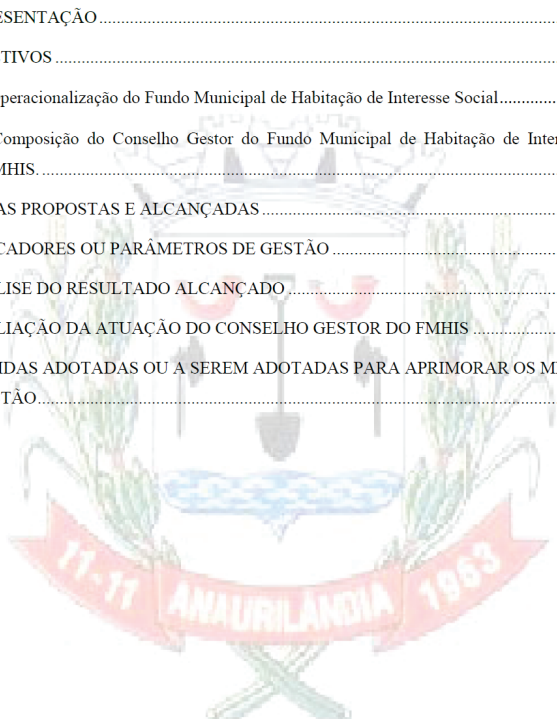 ESENTAÇÃO
TIVOS
peracionalização do Fundo Municipal de Habitação de Interesse Social
Composição do Conselho Gestor do Fundo Municipal de Habitação de Inter
MHIS.
AS PROPOSTAS E ALCANÇADAS
CADORES OU PARÂMETROS DE GESTÃO
LISE DO RESULTADO ALCANÇADO
LIAÇÃO DA ATUAÇÃO DO CONSELHO GESTOR DO FMHIS
IDAS ADOTADAS OU A SEREM ADOTADAS PARA APRIMORAR OS ME
TÃO
11-11 ANAURILÂNDIA 1963